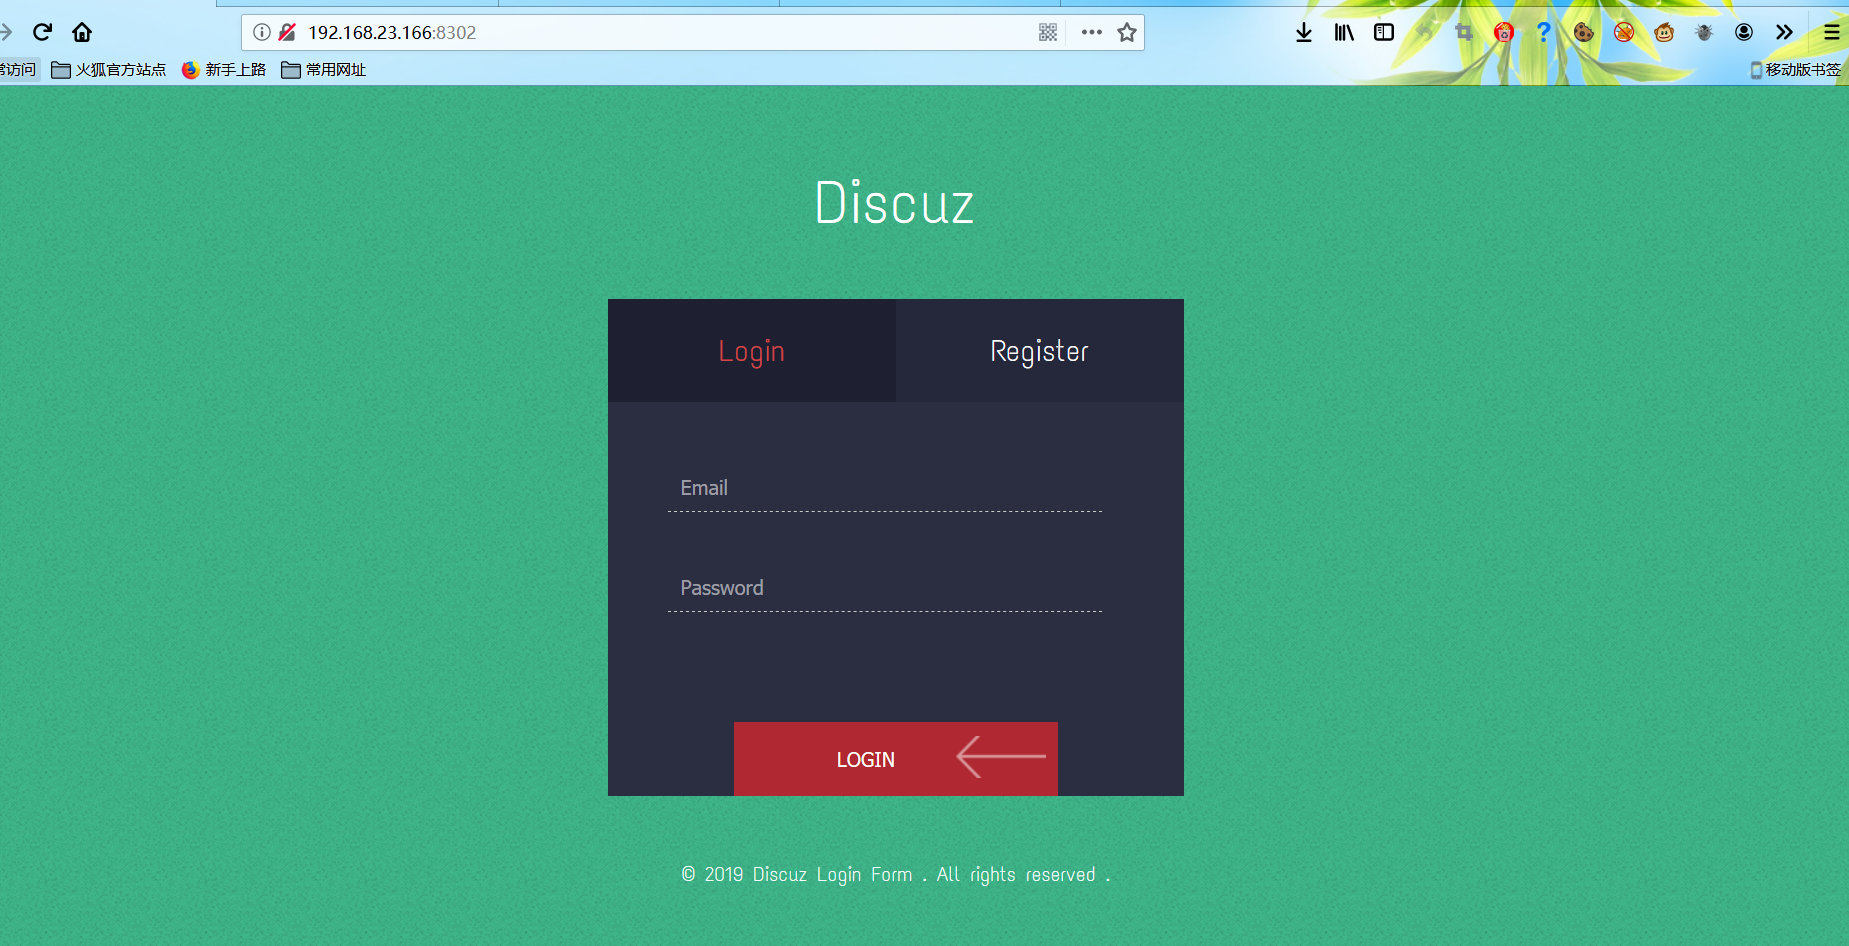 192.168.23.166:8302
常访问 火狐官方站点 新手上路 常用网址 移动版书签
Discuz
Login Register
Email
Password
LOGIN
© 2019 Discuz Login Form . All rights reserved .